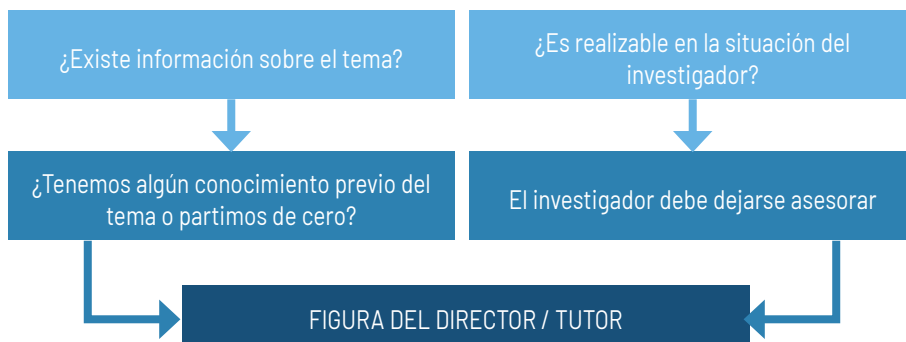 ¿Existe información sobre el tema?
¿Es realizable en la situación del
investigador?
¿Tenemos algún conocimiento previo del
tema o partimos de cero?
El investigador debe dejarse asesorar
FIGURA DEL DIRECTOR / TUTOR